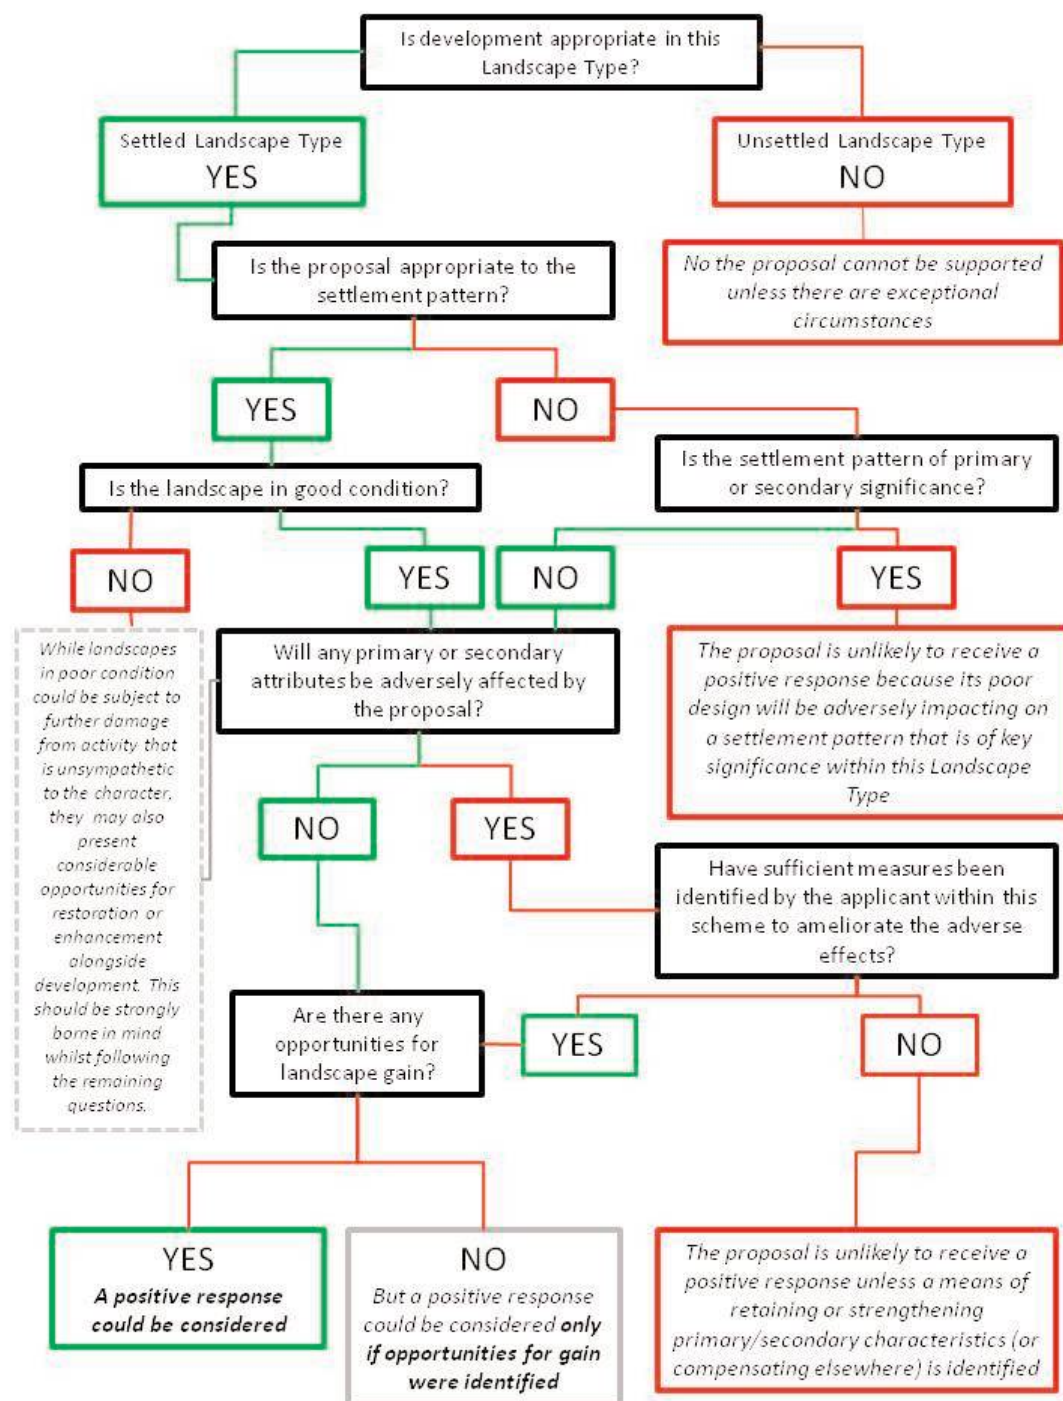 Is development appropriate in this
Landscape Type?
Settled Landscape Type
YES
Unsettled Landscape Type
NO
No the proposal cannot be supported
unless there are exceptional
circumstances
Is the proposal appropriate to the
settlement pattern?
YES
NO
Is the landscape in good condition?
Is the settlement pattern of primary
or secondary significance?
NO
YES
NO
YES
While landscapes
in poor condition
could be subject to
further damage
from activity that
is unsympathetic
to the character,
they may also
present
considerable
opportunities for
restoration or
enhancement
alongside
development. This
should be strongly
borne in mind
whilst following
the remaining
questions.
Will any primary or secondary
attributes be adversely affected by
the proposal?
The proposal is unlikely to receive a
positive response because its poor
design will be adversely impacting on
a settlement pattern that is of key
significance within this Landscape
Type
NO
YES
Have sufficient measures been
identified by the applicant within this
scheme to ameliorate the adverse
effects?
Are there any
opportunities for
landscape gain?
YES
NO
YES
A positive response
could be considered
NO
But a positive response
could be considered only
if opportunities for gain
were identified
The proposal is unlikely to receive a
positive response unless a means of
retaining or strengthening
primary/secondary characteristics (or
compensating elsewhere) is identified